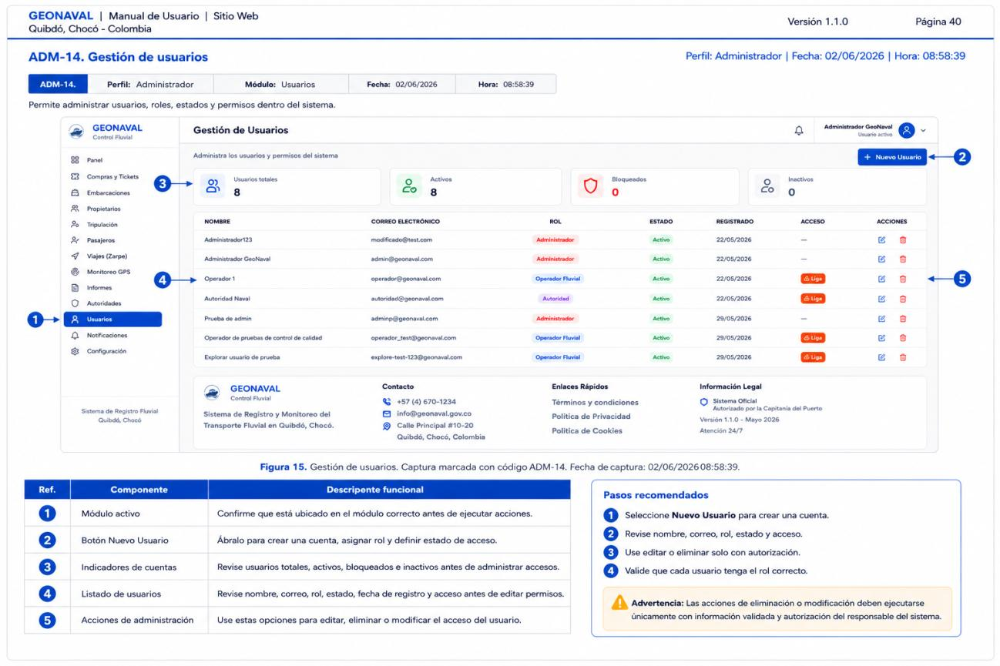 GEONAVAL | Manual de Usuario | Sitio Web
Quibdó, Chocó - Colombia
Versión 1.1.0
Página 40
ADM-14. Gestión de usuarios
Perfil: Administrador | Fecha: 02/06/2026 | Hora: 08:58:39
ADM-14. Perfil: Administrador Módulo: Usuarios Fecha: 02/06/2026 Hora: 08:58:39
Permite administrar usuarios, roles, estados y permisos dentro del sistema.
GEONAVAL
Control Fluvial
Panel
Compras y Tickets
Embarcaciones
Propietarios
Tripulación
Pasajeros
Viajes (Zarpe)
Monitoreo GPS
Informes
Autoridades
1
Usuarios
Notificaciones
Configuración
Sistema de Registro Fluvial
Quibdó, Chocó
Gestión de Usuarios
Administrador GeoNaval
Usuario activo
Administra los usuarios y permisos del sistema
+ Nuevo Usuario
2
3
Usuarios totales
8
Activos
8
Bloqueados
0
Inactivos
0
NOMBRE CORREO ELECTRÓNICO ROL ESTADO REGISTRADO ACCESO ACCIONES
Administrador123 modificado@test.com Administrador Activo 22/05/2026 —
Administrador GeoNaval admin@geonaval.com Administrador Activo 22/05/2026 —
4 Operador 1 operador@geonaval.com Operador Fluvial Activo 22/05/2026 Liga 5
Autoridad Naval autoridad@geonaval.com Autoridad Activo 22/05/2026 Liga
Prueba de admin adminp@geonaval.com Administrador Activo 29/05/2026 —
Operador de pruebas de control de calidad operador_test@geonaval.com Operador Fluvial Activo 29/05/2026 Liga
Explorar usuario de prueba explore-test-123@geonaval.com Operador Fluvial Activo 29/05/2026 Liga
GEONAVAL
Control Fluvial
Sistema de Registro y Monitoreo del
Transporte Fluvial en Quibdó, Chocó.
Contacto
+57 (4) 670-1234
info@geonaval.gov.co
Calle Principal #10-20
Quibdó, Chocó, Colombia
Enlaces Rápidos
Términos y condiciones
Política de Privacidad
Política de Cookies
Información Legal
Sistema Oficial
Autorizado por la Capitanía del Puerto
Versión 1.1.0 - Mayo 2026
Atención 24/7
Figura 15. Gestión de usuarios. Captura marcada con código ADM-14. Fecha de captura: 02/06/2026 08:58:39.
Ref. Componente Descripente funcional
1 Módulo activo Confirme que está ubicado en el módulo correcto antes de ejecutar acciones.
2 Botón Nuevo Usuario Ábralo para crear una cuenta, asignar rol y definir estado de acceso.
3 Indicadores de cuentas Revise usuarios totales, activos, bloqueados e inactivos antes de administrar accesos.
4 Listado de usuarios Revise nombre, correo, rol, estado, fecha de registro y acceso antes de editar permisos.
5 Acciones de administración Use estas opciones para editar, eliminar o modificar el acceso del usuario.
Pasos recomendados
1 Seleccione Nuevo Usuario para crear una cuenta.
2 Revise nombre, correo, rol, estado y acceso.
3 Use editar o eliminar solo con autorización.
4 Valide que cada usuario tenga el rol correcto.
Advertencia: Las acciones de eliminación o modificación deben ejecutarse
únicamente con información validada y autorización del responsable del sistema.